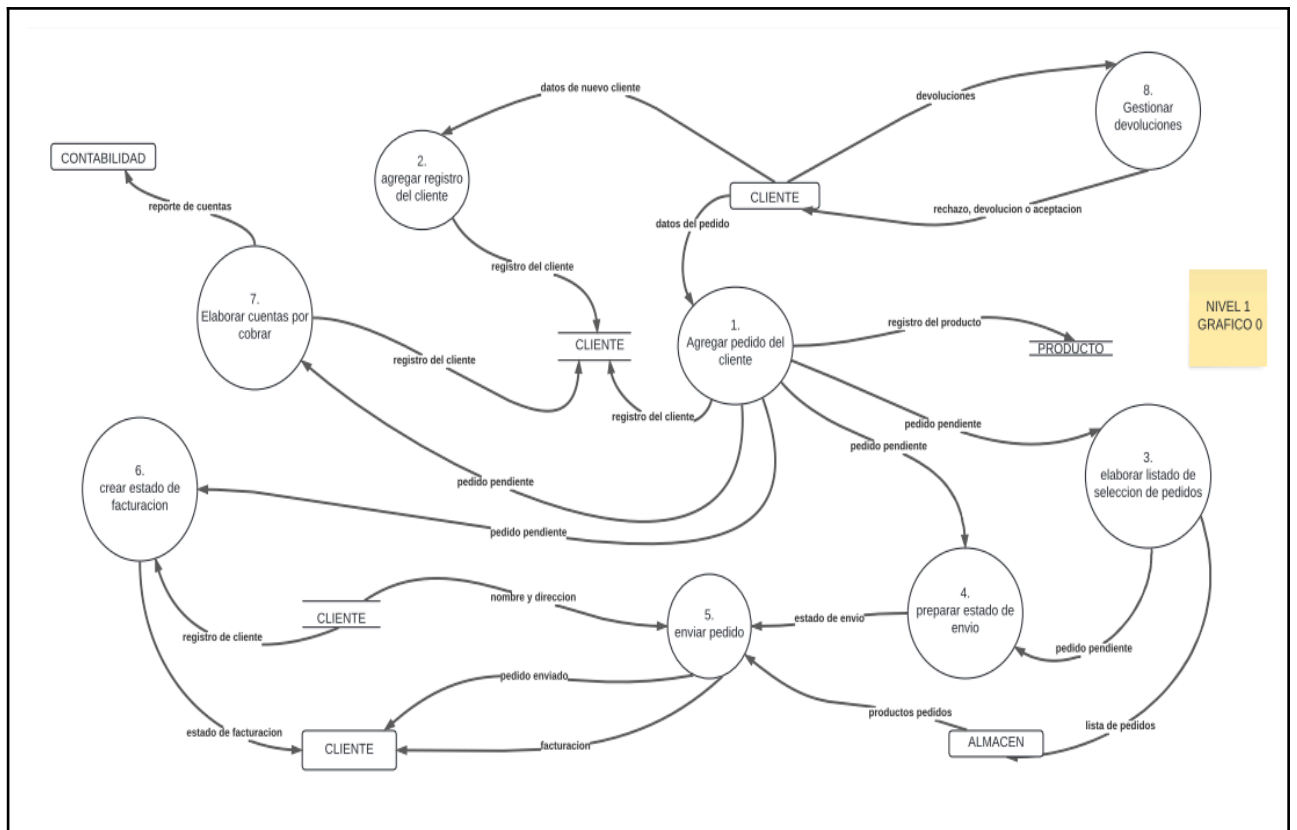 datos de nuevo cliente
devoluciones
8.
Gestionar
devoluciones
CONTABILIDAD
2.
agregar registro
del cliente
CLIENTE
reporte de cuentas
rechazo, devolucion o aceptacion
datos del pedido
registro del cliente
7.
Elaborar cuentas por
cobrar
1.
Agregar pedido del
cliente
registro del producto
NIVEL 1
GRAFICO 0
CLIENTE
PRODUCTO
registro del cliente
registro del cliente
pedido pendiente
pedido pendiente
6.
crear estado de
facturacion
3.
elaborar listado de
seleccion de pedidos
pedido pendiente
pedido pendiente
nombre y direccion
CLIENTE
5.
enviar pedido
estado de envio
4.
preparar estado de
envio
registro de cliente
pedido pendiente
pedido enviado
productos pedidos
lista de pedidos
estado de facturacion
CLIENTE
facturacion
ALMACEN